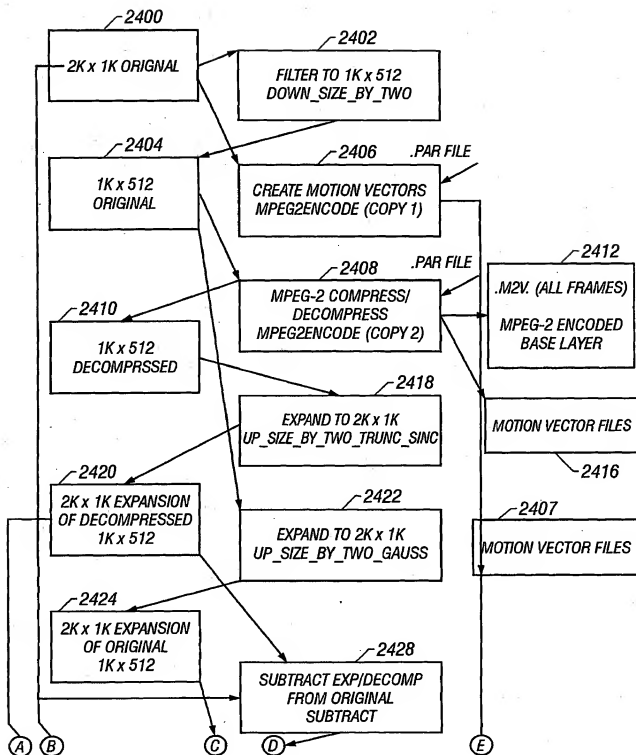 2400
2K x 1K ORIGNAL
2402
FILTER TO 1K x 512
DOWN_SIZE_BY_TWO
2404
1K x 512
ORIGINAL
2406
.PAR FILE
CREATE MOTION VECTORS
MPEG2ENCODE (COPY 1)
2408
.PAR FILE
MPEG-2 COMPRESS/
DECOMPRESS
MPEG2ENCODE (COPY 2)
2412
.M2V. (ALL FRAMES)
MPEG-2 ENCODED
BASE LAYER
2410
1K x 512
DECOMPRSSED
2418
EXPAND TO 2K x 1K
UP_SIZE_BY_TWO_TRUNC_SINC
MOTION VECTOR FILES
2416
2420
2K x 1K EXPANSION
OF DECOMPRESSED
1K x 512
2422
EXPAND TO 2K x 1K
UP_SIZE_BY_TWO_GAUSS
2407
MOTION VECTOR FILES
2424
2K x 1K EXPANSION
OF ORIGINAL
1K x 512
2428
SUBTRACT EXP/DECOMP
FROM ORIGINAL
SUBTRACT
A
B
C
D
E